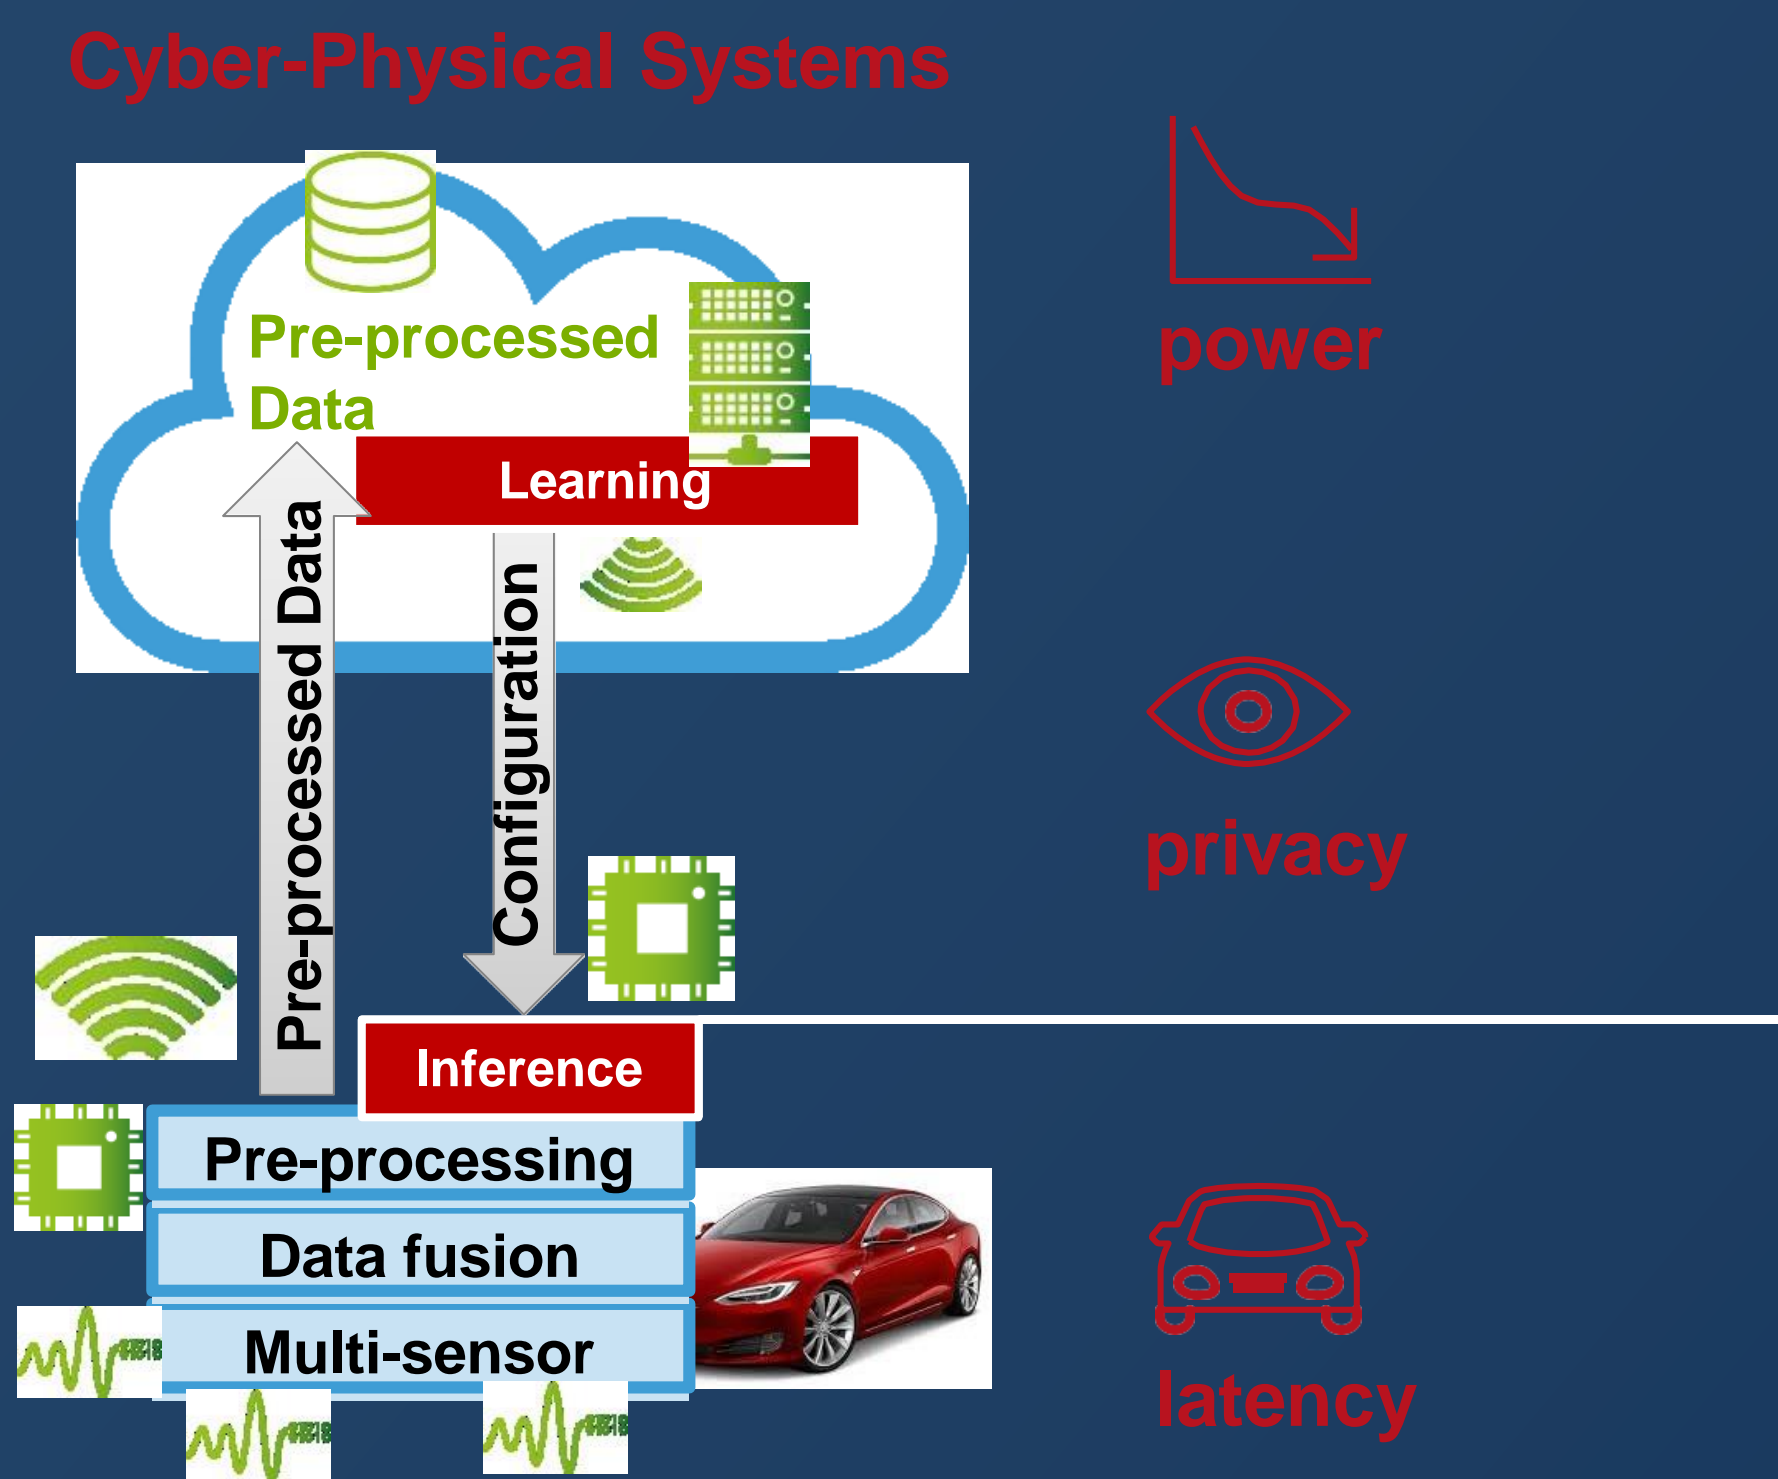 Cyber-Physical Systems
power
Pre-processed
Data
Learning
Pre-processed Data
Configuration
privacy
Inference
Pre-processing
Data fusion
Multi-sensor
latency